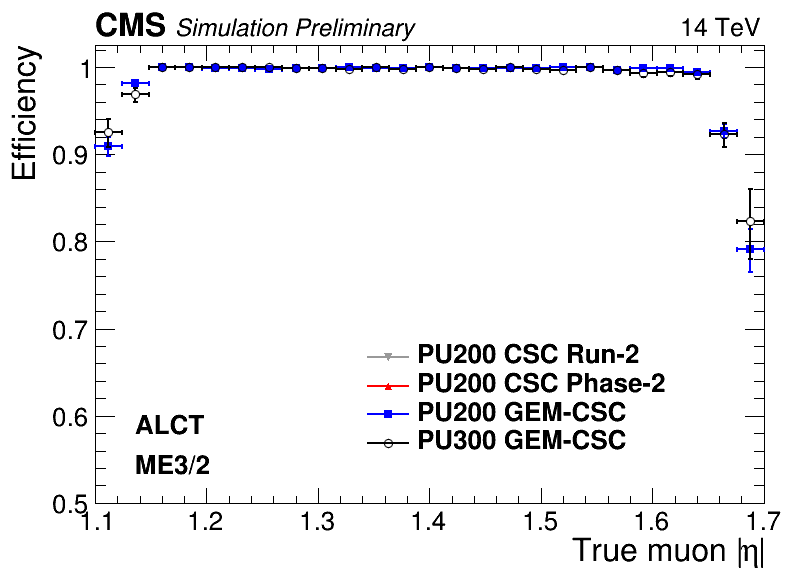 CMS Simulation Preliminary 14 TeV
Efficiency
1
0.9
0.8
0.7
0.6
0.5
PU200 CSC Run-2
PU200 CSC Phase-2
PU200 GEM-CSC
PU300 GEM-CSC
ALCT
ME3/2
1.1 1.2 1.3 1.4 1.5 1.6 1.7
True muon |η|